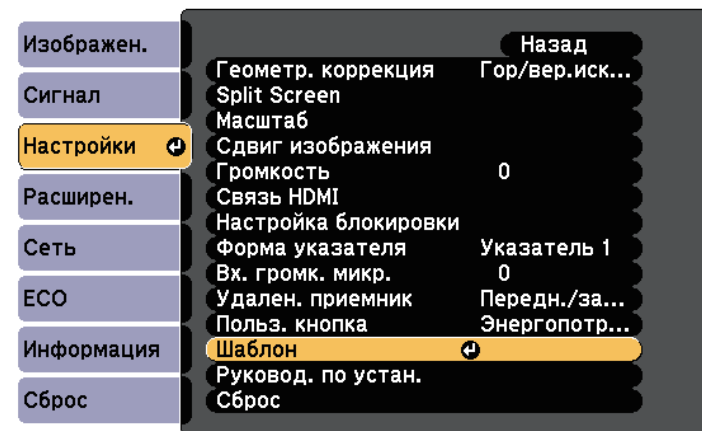 Изображен.
Сигнал
Настройки
Расширен.
Сеть
ECO
Информация
Сброс
Назад
Геометр. коррекция Гор/вер.иск...
Split Screen
Масштаб
Сдвиг изображения
Громкость 0
Связь HDMI
Настройка блокировки
Форма указателя Указатель 1
Вх. громк. микр. 0
Удален. приемник Передн./за...
Польз. кнопка Энергопотр...
Шаблон
Руковод. по устан.
Сброс